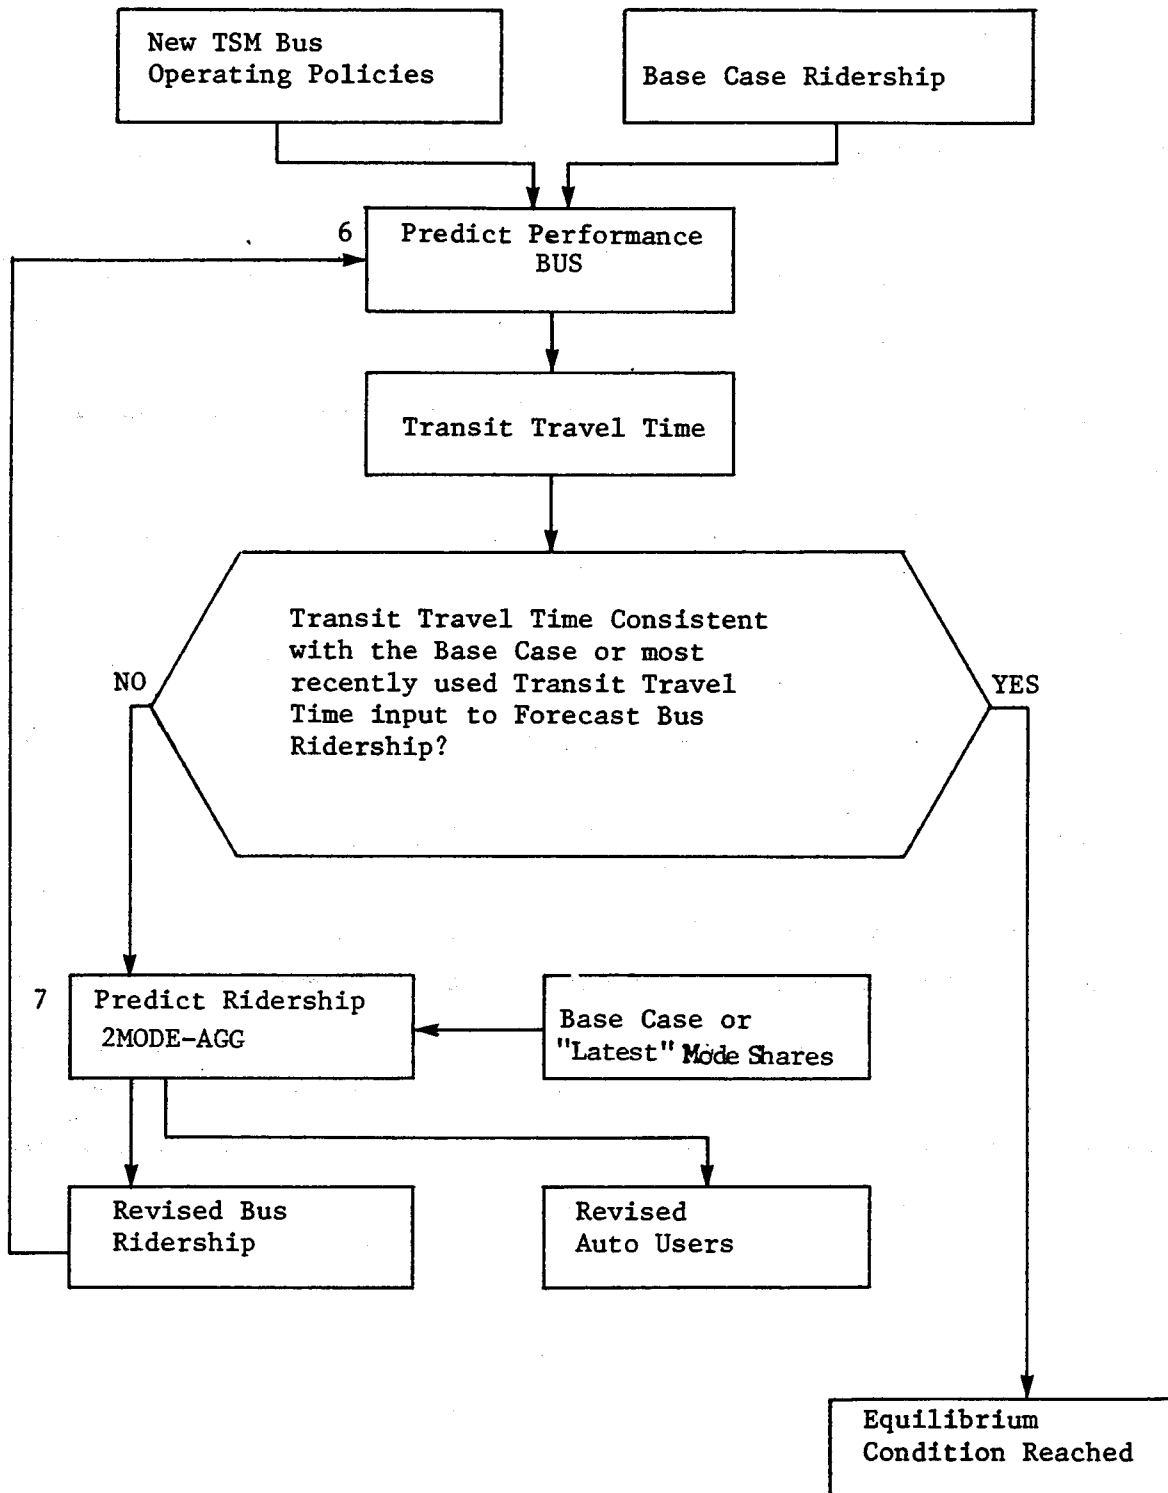 New TSM Bus
Operating Policies
Base Case Ridership
6
Predict Performance
BUS
Transit Travel Time
Transit Travel Time Consistent
with the Base Case or most
recently used Transit Travel
Time input to Forecast Bus
Ridership?
NO
YES
7
Predict Ridership
2MODE-AGG
Base Case or
"Latest" Mode Shares
Revised Bus
Ridership
Revised
Auto Users
Equilibrium
Condition Reached